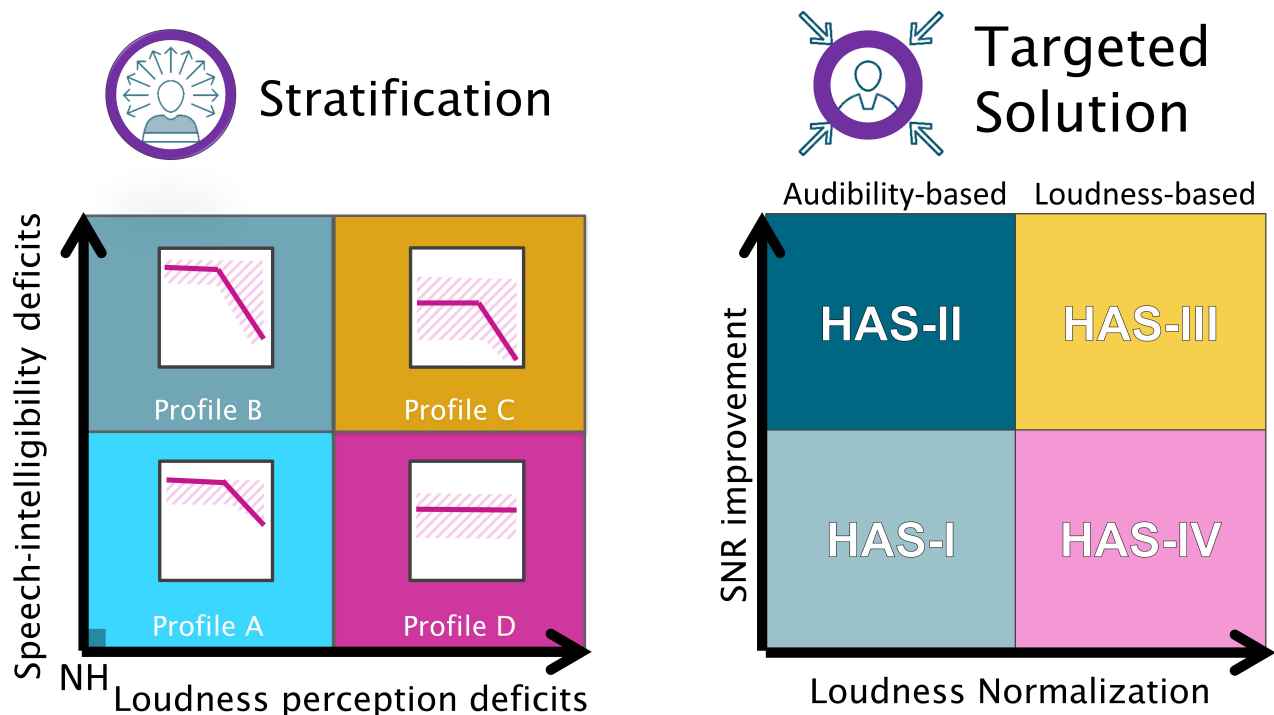 Stratification
Targeted
Solution
Speech-intelligibility deficits
Profile B
Profile C
Profile A
Profile D
NH
Loudness perception deficits
Audibility-based
Loudness-based
SNR improvement
HAS-II
HAS-III
HAS-I
HAS-IV
Loudness Normalization